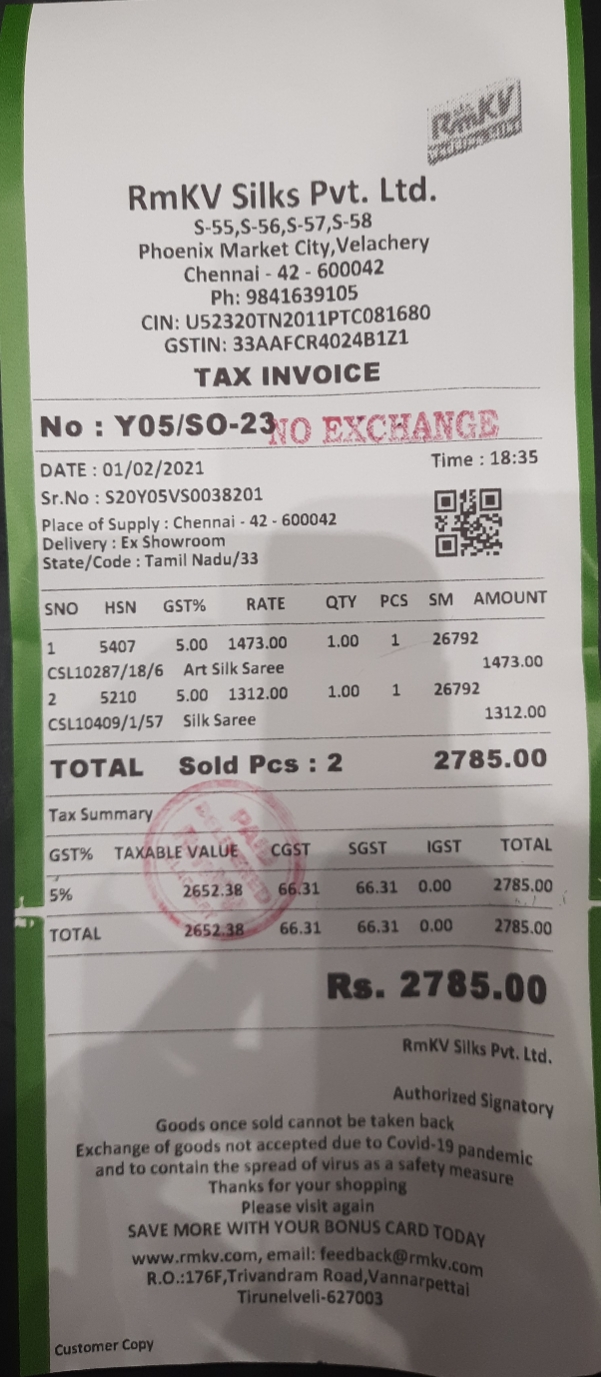 RmKV
RmKV Silks Pvt. Ltd.
S-55,S-56,S-57,S-58
Phoenix Market City,Velachery
Chennai - 42 - 600042
Ph: 9841639105
CIN: U52320TN2011PTC081680
GSTIN: 33AAFCR4024B1Z1
TAX INVOICE
No : Y05/SO-23 NO EXCHANGE
DATE : 01/02/2021 Time : 18:35
Sr.No : S20Y05VS0038201
Place of Supply : Chennai - 42 - 600042
Delivery : Ex Showroom
State/Code : Tamil Nadu/33
SNO HSN GST% RATE QTY PCS SM AMOUNT
1 5407 5.00 1473.00 1.00 1 26792
CSL10287/18/6 Art Silk Saree 1473.00
2 5210 5.00 1312.00 1.00 1 26792
CSL10409/1/57 Silk Saree 1312.00
TOTAL Sold Pcs : 2 2785.00
Tax Summary
PAID
DELIVERED
GST% TAXABLE VALUE CGST SGST IGST TOTAL
5% 2652.38 66.31 66.31 0.00 2785.00
TOTAL 2652.38 66.31 66.31 0.00 2785.00
Rs. 2785.00
RmKV Silks Pvt. Ltd.
Authorized Signatory
Goods once sold cannot be taken back
Exchange of goods not accepted due to Covid-19 pandemic
and to contain the spread of virus as a safety measure
Thanks for your shopping
Please visit again
SAVE MORE WITH YOUR BONUS CARD TODAY
www.rmkv.com, email: feedback@rmkv.com
R.O.:176F,Trivandram Road,Vannarpettai
Tirunelveli-627003
Customer Copy